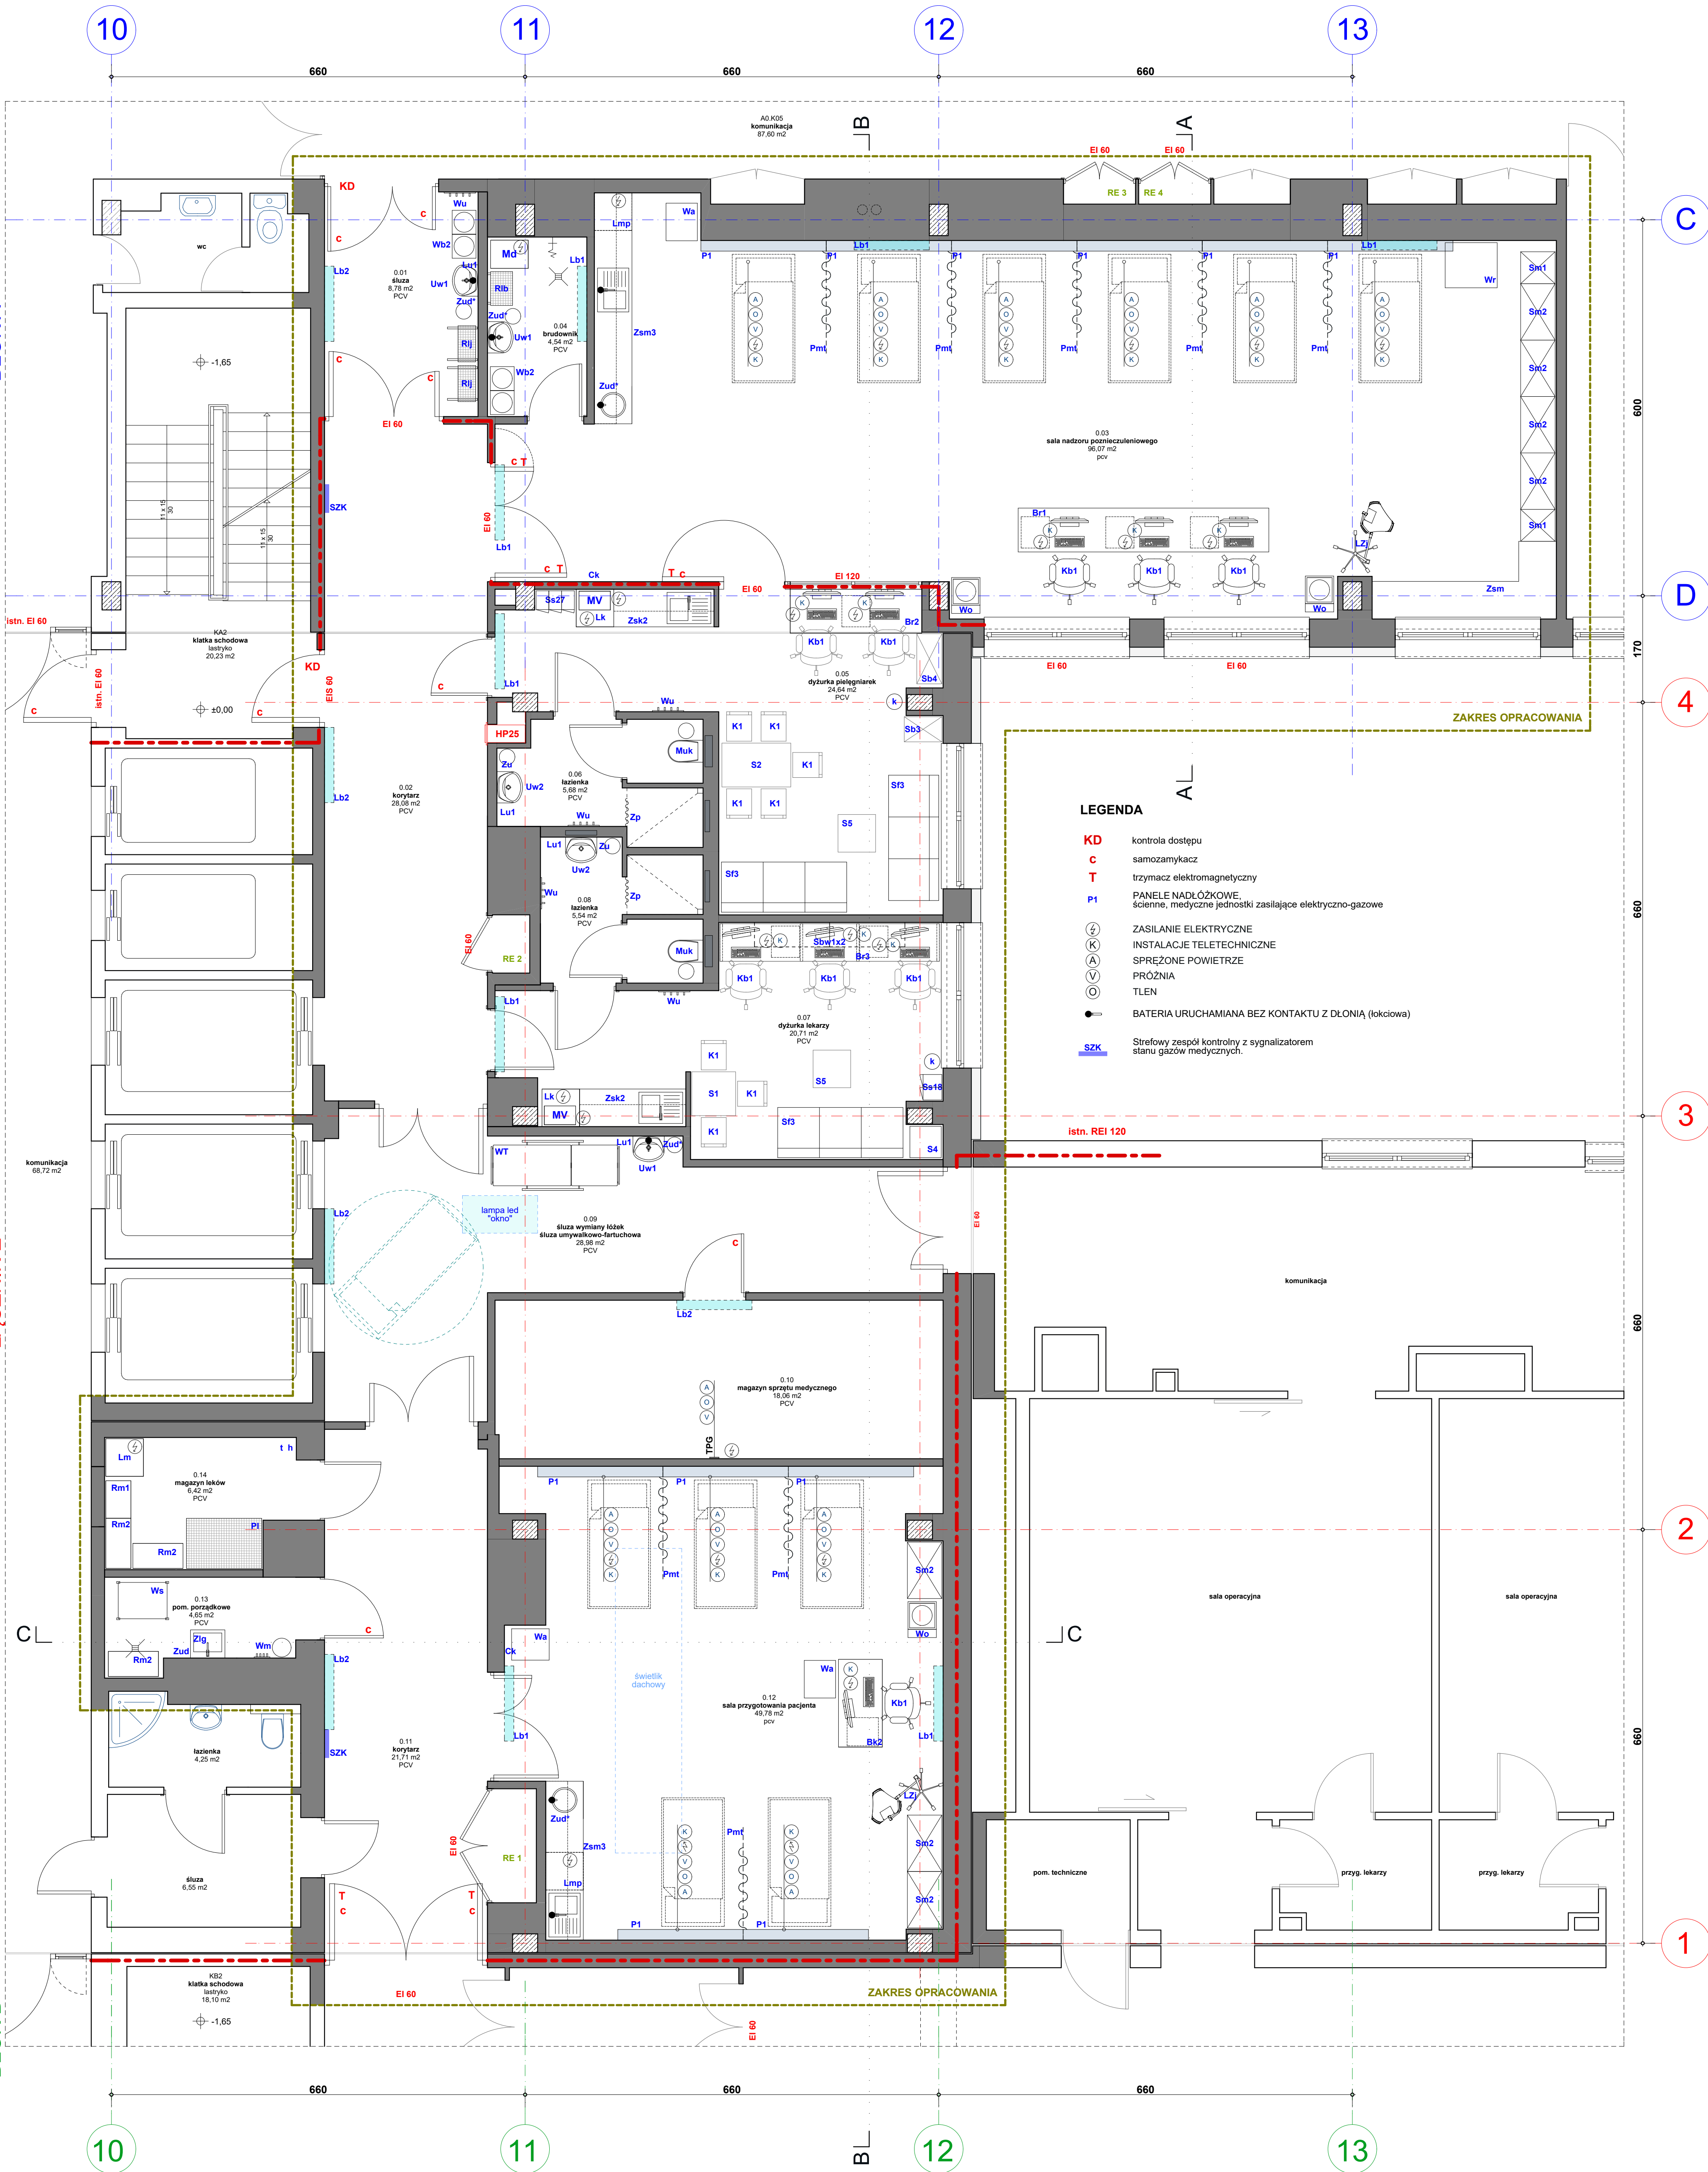 10
11
12
13
660
660
660
A0.K05
komunikacja
87,60 m2
B
A
EI 60
EI 60
RE 3
RE 4
KD
c
c
Wu
Wb2
Lu1
Uw1
Zud*
Rlj
Rlj
wc
Lb2
0.01
śluza
8,78 m2
PCV
c
c
EI 60
Md
Rlb
Zud*
Uw1
Wb2
Lb1
0.04
brudownik
4,54 m2
PCV
Lmp
Zsm3
Zud*
Wa
P1
P1
P1
P1
P1
P1
Lb1
Lb1
Wr
Sm1
Sm2
Sm2
Sm2
Sm2
Sm1
C
A
O
V
K
A
O
V
K
A
O
V
K
A
O
V
K
A
O
V
K
A
O
V
K
Pmt
Pmt
Pmt
Pmt
Pmt
-1,65
11 x 15
30
11 x 15
30
600
0.03
sala nadzoru poznieczuleniowego
96,07 m2
pcv
c T
SZK
EI 60
Lb1
Br1
K
K
K
Kb1
Kb1
Kb1
LZj
Wo
Wo
Zsm
D
c T
Ck
T c
EI 60
EI 120
Ss27
MV
Lk
Zsk2
K
K
Br2
Kb1
Kb1
Sb4
istn. EI 60
KA2
klatka schodowa
lastryko
20,23 m2
KD
EIS 60
istn. EI 60
±0,00
c
c
c
Lb1
EI 60
EI 60
170
0.05
dyżurka pielęgniarek
24,64 m2
PCV
k
Sb3
4
ZAKRES OPRACOWANIA
HP25
Wu
Muk
Zu
Uw2
Lu1
0.06
łazienka
5,68 m2
PCV
Wu
Zp
K1
K1
S2
K1
K1
K1
S5
Sf3
Sf3
Lb2
0.02
korytarz
28,08 m2
PCV
A
LEGENDA
KD kontrola dostępu
c samozamykacz
T trzymacz elektromagnetyczny
P1 PANELE NADŁÓŻKOWE,
ścienne, medyczne jednostki zasilające elektryczno-gazowe
ZASILANIE ELEKTRYCZNE
K INSTALACJE TELETECHNICZNE
A SPRĘŻONE POWIETRZE
V PRÓŻNIA
O TLEN
BATERIA URUCHAMIANA BEZ KONTAKTU Z DŁONIĄ (łokciowa)
SZK Strefowy zespół kontrolny z sygnalizatorem
stanu gazów medycznych.
660
Lu1
Uw2
Zu
Wu
Zp
0.08
łazienka
5,54 m2
PCV
Muk
Wu
EI 60
RE 2
Lb1
K
Sbw1x2
K
Br3
K
Kb1
Kb1
Kb1
0.07
dyżurka lekarzy
20,71 m2
PCV
k
Ss18
K1
S1
K1
K1
S5
Sf3
S4
Lk
MV
Zsk2
3
istn. REI 120
komunikacja
68,72 m2
WT
Lu1
Zud*
Uw1
Lb2
lampa led
"okno"
0.09
śluza wymiany łóżek
śluza umywalkowo-fartuchowa
28,98 m2
PCV
c
EI 60
komunikacja
660
Lb2
0.10
magazyn sprzętu medycznego
18,06 m2
PCV
A
O
V
TPG
Lm
t h
0.14
magazyn leków
6,42 m2
PCV
Rm1
Rm2
Rm2
Pl
P1
P1
P1
A
O
V
K
A
O
V
K
A
O
V
K
Pmt
Pmt
2
Sm2
Wo
sala operacyjna
sala operacyjna
Ws
0.13
pom. porządkowe
4,65 m2
PCV
Zlg
Zud
Wm
Rm2
c
C
C
Lb2
Ck
Wa
świetlik
dachowy
Wa
K
Kb1
Bk2
Lb1
Lb1
0.12
sala przygotowania pacjenta
49,78 m2
pcv
660
łazienka
4,25 m2
SZK
0.11
korytarz
21,71 m2
PCV
LZj
Zud*
Zsm3
Lmp
EI 60
RE 1
K
V
O
A
Pmt
K
V
O
A
Sm2
Sm2
P1
P1
śluza
6,55 m2
T
c
T
c
pom. techniczne
przyg. lekarzy
przyg. lekarzy
1
KB2
klatka schodowa
lastryko
18,10 m2
-1,65
EI 60
EI 60
ZAKRES OPRACOWANIA
660
660
660
B
10
11
12
13